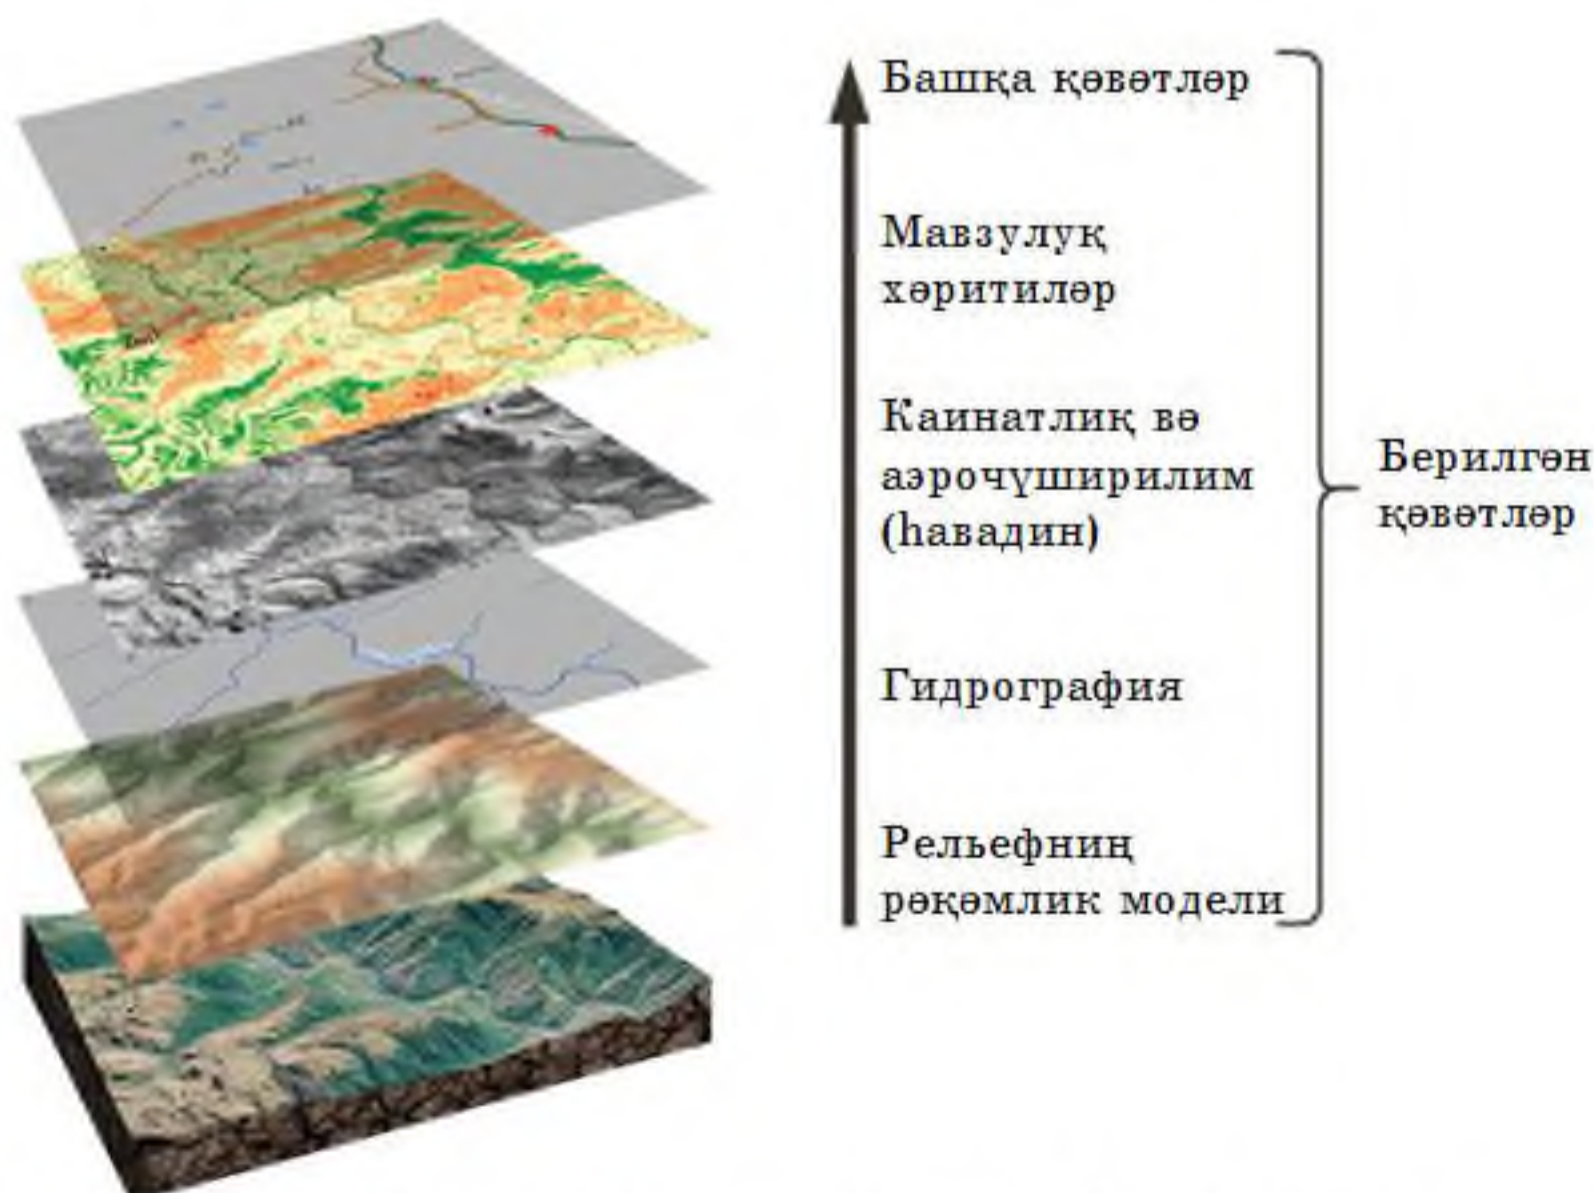 Башқа қәвәтләр
Мавзулуқ
хәритиләр
Каинатлиқ вә
аэрочүширилим
(һавадин)
Гидрография
Рельефниң
рәқәмлик модели
Берилгән
қәвәтләр